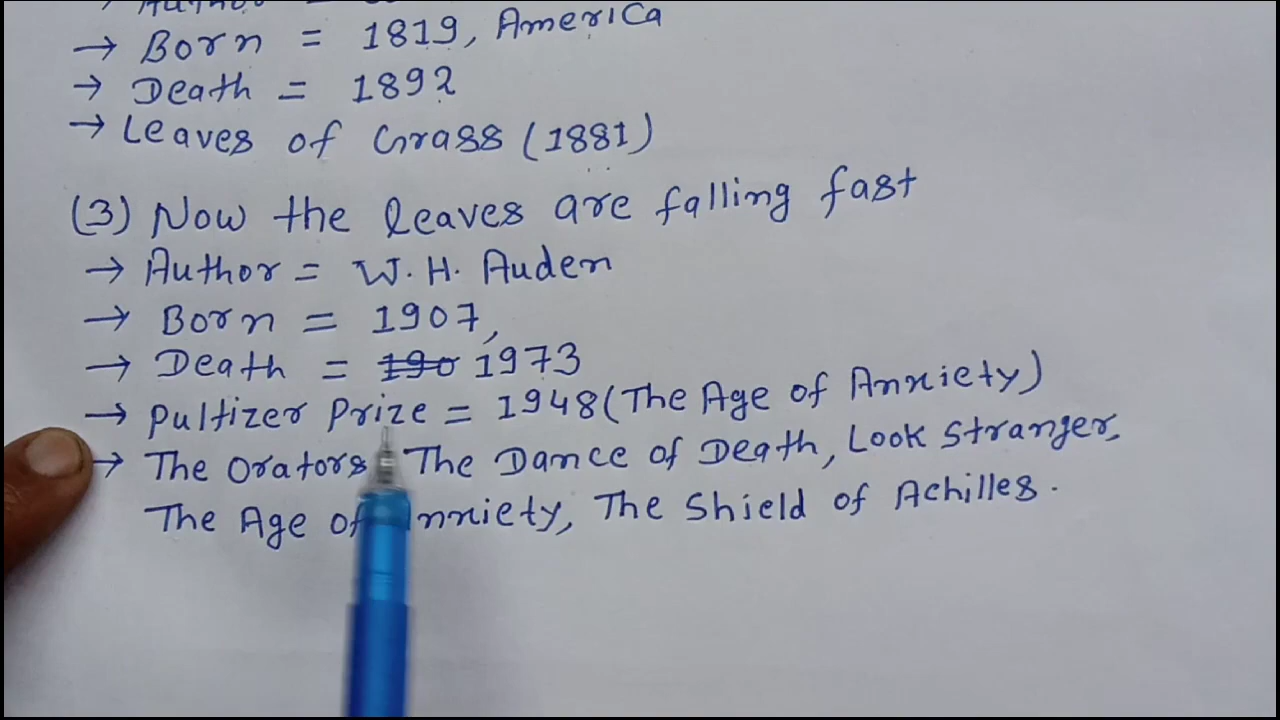 → Author =
→ Born = 1819, America
→ Death = 1892
→ Leaves of Grass (1881)
(3) Now the leaves are falling fast
→ Author = W. H. Auden
→ Born = 1907,
→ Death = 190 1973
→ Pultizer Prize = 1948 (The Age of Anxiety)
→ The Orators, The Dance of Death, Look Stranger,
The Age of Anxiety, The Shield of Achilles.